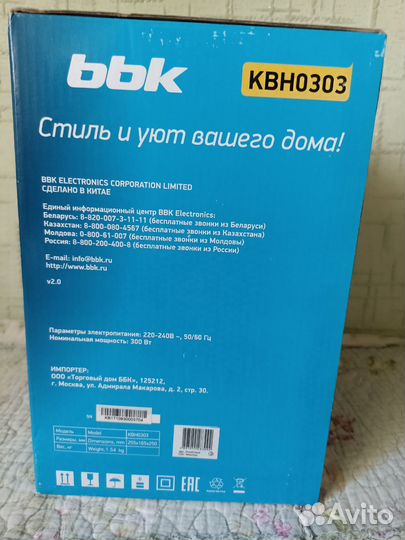 bbk
KBH0303
Стиль и уют вашего дома!
BBK ELECTRONICS CORPORATION LIMITED
СДЕЛАНО В КИТАЕ
Единый информационный центр BBK Electronics:
Беларусь: 8-820-007-3-11-11 (бесплатные звонки из Беларуси)
Казахстан: 8-800-080-4567 (бесплатные звонки из Казахстана)
Молдова: 0-800-61-007 (бесплатные звонки из Молдовы)
Россия: 8-800-200-400-8 (бесплатные звонки из России)
E-mail: info@bbk.ru
http://www.bbk.ru
v2.0
Параметры электропитания: 220-240В ~, 50/60 Гц
Номинальная мощность: 300 Вт
ИМПОРТЕР:
ООО «Торговый дом ББК», 125212,
г. Москва, ул. Адмирала Макарова, д. 2, стр. 30.
SN
Модель Model KBH0303
Размеры, мм Dimensions, mm 255x165x250
Вес, кг Weight, 1.54 kg
EAC
Avito